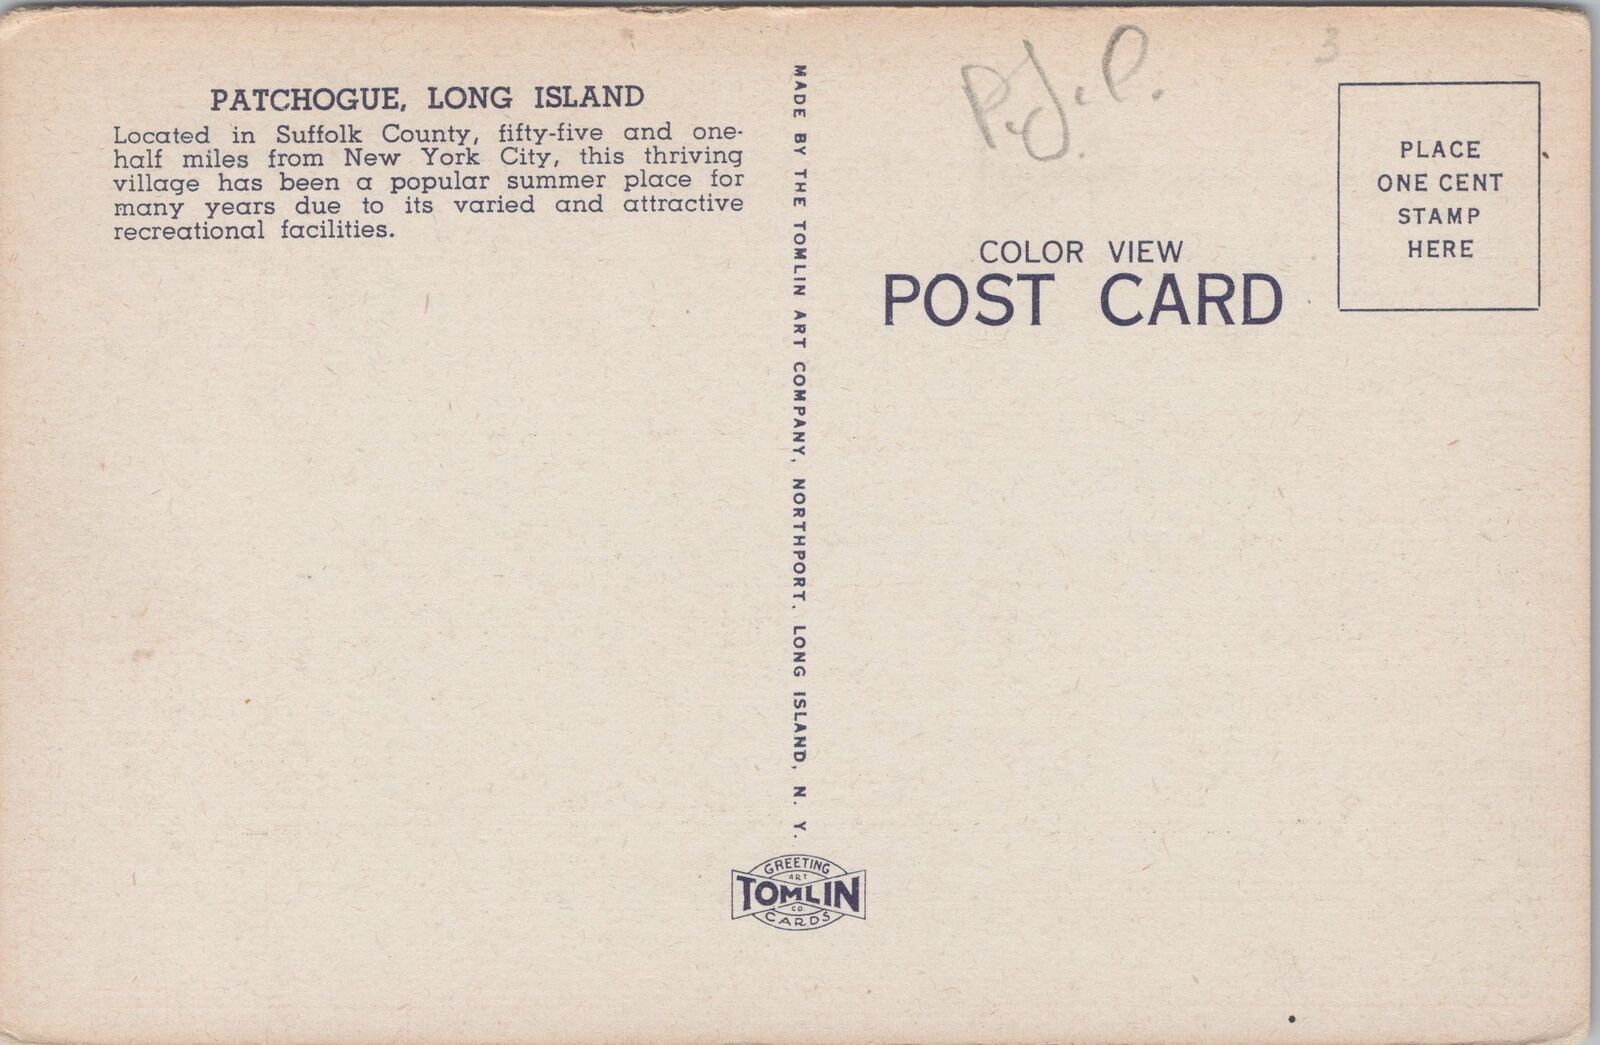 PATCHOGUE, LONG ISLAND
Located in Suffolk County, fifty-five and one-
half miles from New York City, this thriving
village has been a popular summer place for
many years due to its varied and attractive
recreational facilities.
MADE BY THE TOMLIN ART COMPANY, NORTHPORT, LONG ISLAND, N. Y.
GREETING
ART
TOMLIN
CO.
CARDS
P.J.P.
3
COLOR VIEW
POST CARD
PLACE
ONE CENT
STAMP
HERE